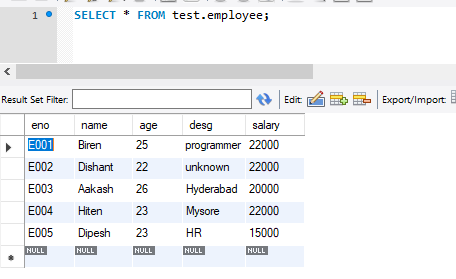 1 SELECT * FROM test.employee;
Result Set Filter: Edit: Export/Import:
eno name age desg salary
E001 Biren 25 programmer 22000
E002 Dishant 22 unknown 22000
E003 Aakash 26 Hyderabad 20000
E004 Hiten 23 Mysore 22000
E005 Dipesh 23 HR 15000
NULL NULL NULL NULL NULL